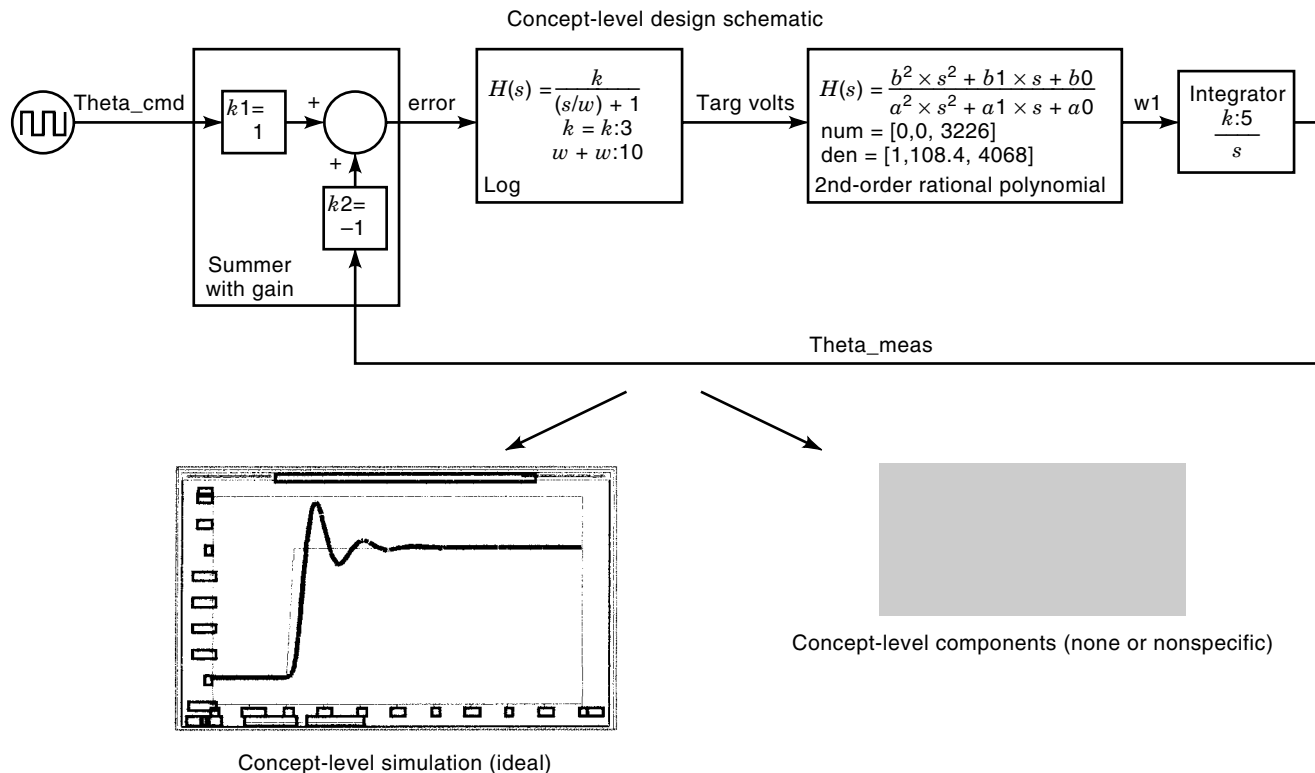 Concept-level design schematic
Theta_cmd
k1=
1
+
+
k2=
–1
Summer
with gain
error
H(s) = k / (s/w) + 1
k = k:3
w + w:10
Log
Targ volts
H(s) = b² × s² + b1 × s + b0 / a² × s² + a1 × s + a0
num = [0,0, 3226]
den = [1,108.4, 4068]
2nd-order rational polynomial
w1
Integrator
k:5
s
Theta_meas
Concept-level simulation (ideal)
Concept-level components (none or nonspecific)